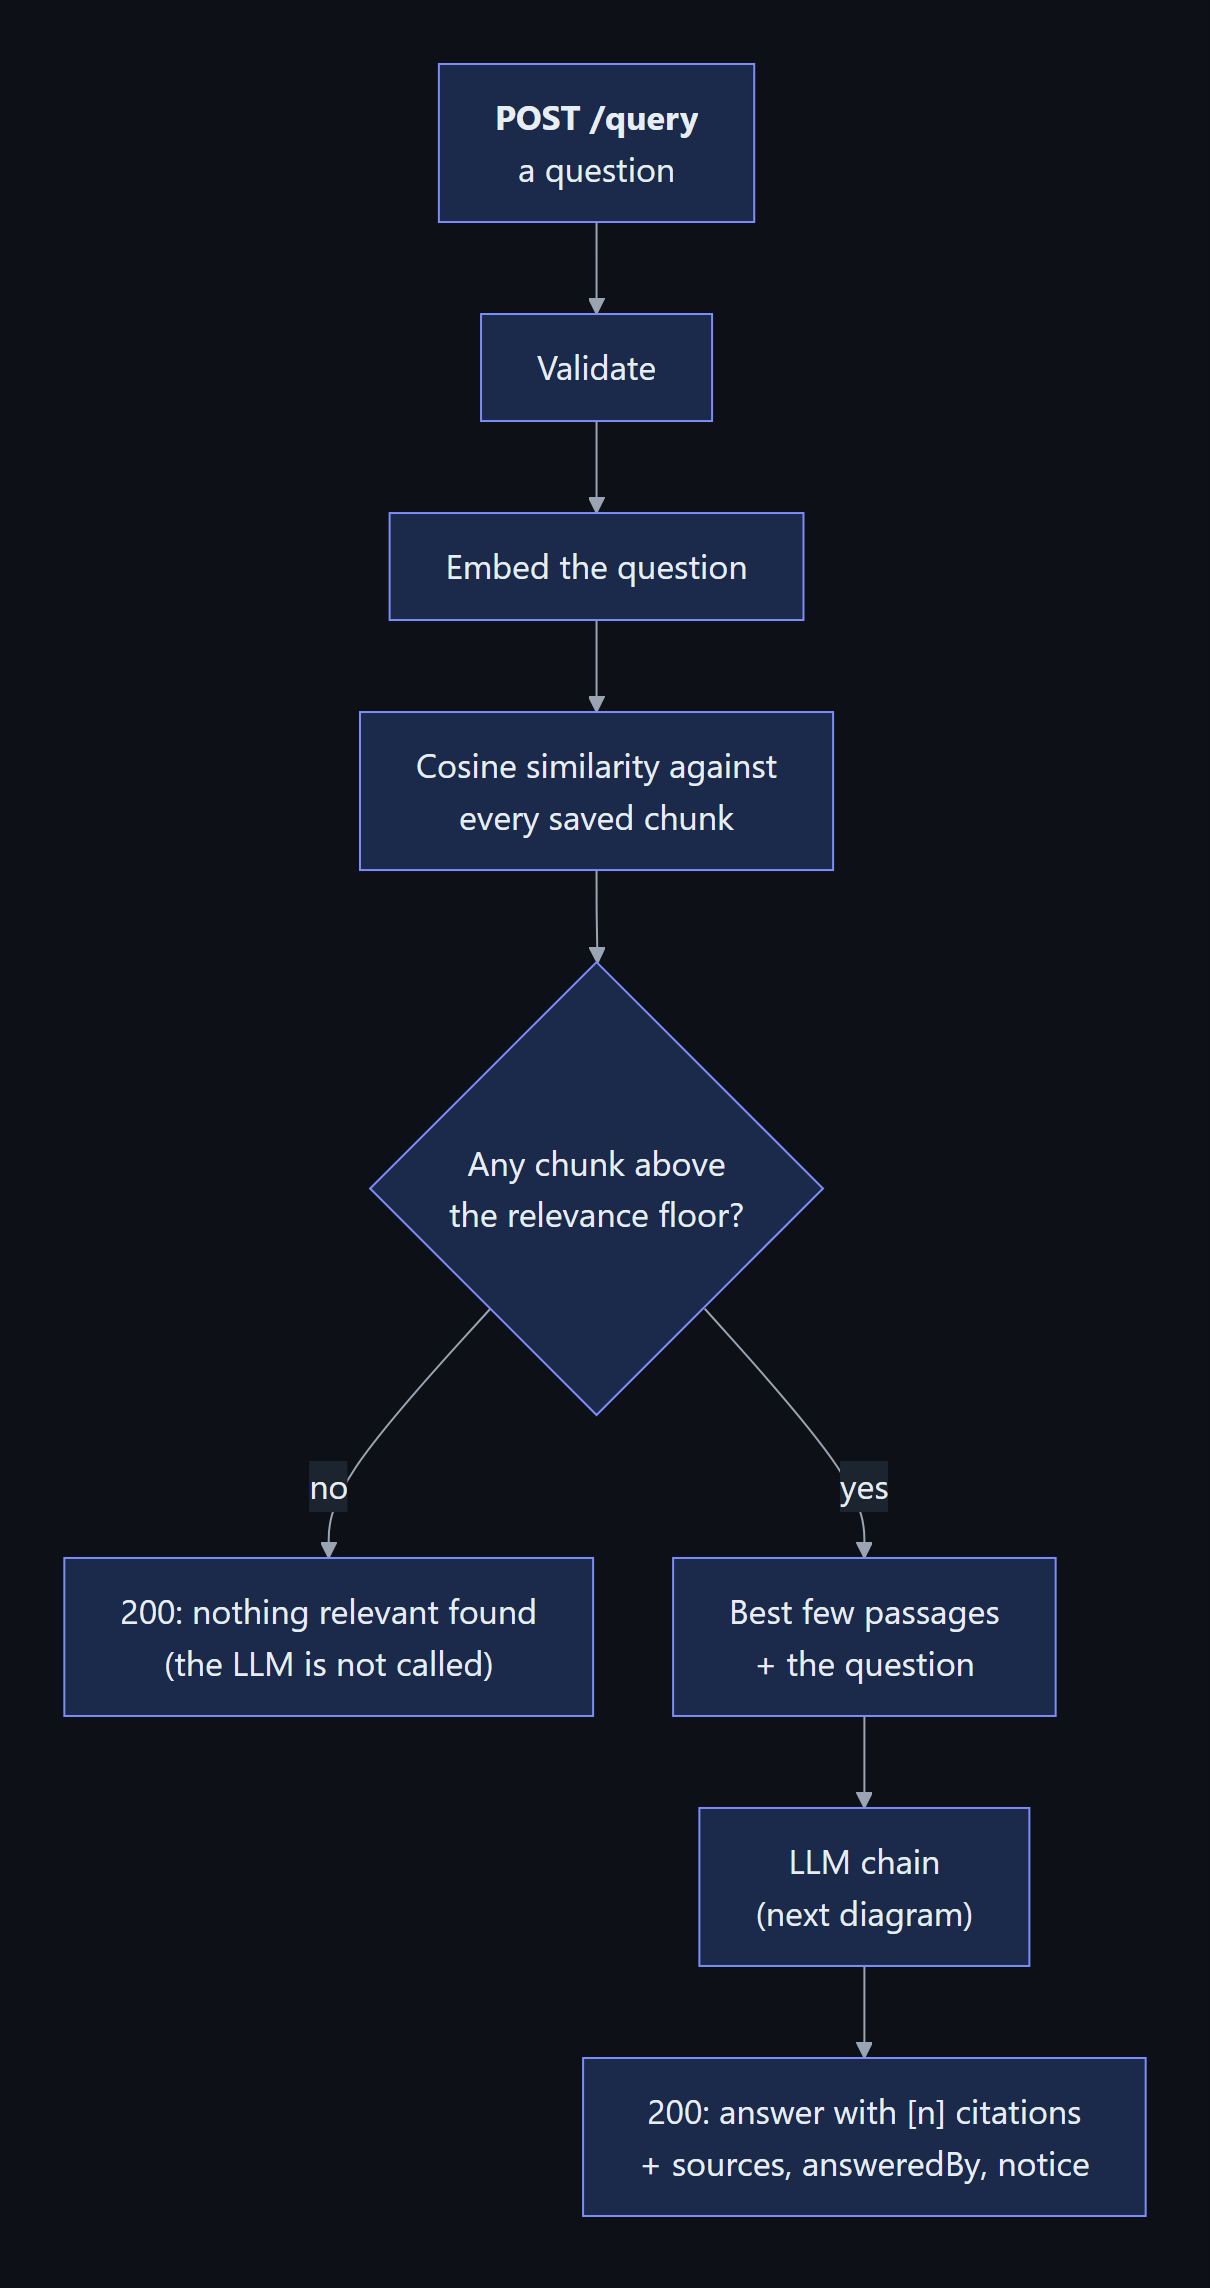 POST /query
a question
Validate
Embed the question
Cosine similarity against
every saved chunk
Any chunk above
the relevance floor?
no
yes
200: nothing relevant found
(the LLM is not called)
Best few passages
+ the question
LLM chain
(next diagram)
200: answer with [n] citations
+ sources, answeredBy, notice